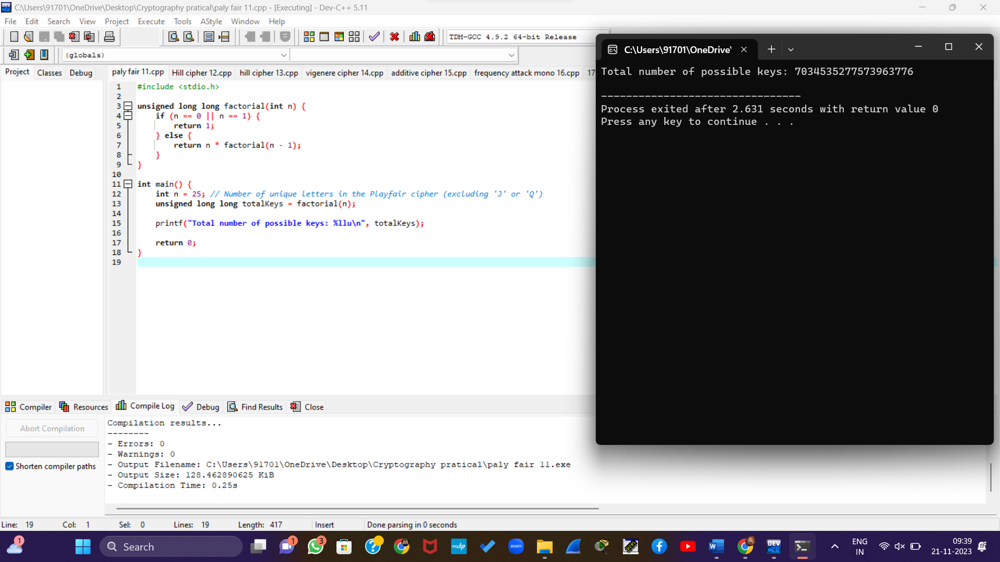 C:\Users\91701\OneDrive\Desktop\Cryptography pratical\paly fair 11.cpp - [Executing] - Dev-C++ 5.11
File Edit Search View Project Execute Tools AStyle Window Help
TDM-GCC 4.9.2 64-bit Release
(globals)
Project Classes Debug
paly fair 11.cpp Hill cipher 12.cpp hill cipher 13.cpp vigenere cipher 14.cpp additive cipher 15.cpp frequency attack mono 16.cpp 17
1 #include <stdio.h>
2
3 unsigned long long factorial(int n) {
4 if (n == 0 || n == 1) {
5 return 1;
6 } else {
7 return n * factorial(n - 1);
8 }
9 }
10
11 int main() {
12 int n = 25; // Number of unique letters in the Playfair cipher (excluding 'J' or 'Q')
13 unsigned long long totalKeys = factorial(n);
14
15 printf("Total number of possible keys: %llu\n", totalKeys);
16
17 return 0;
18 }
19
C:\Users\91701\OneDrive\
Total number of possible keys: 7034535277573963776
--------------------------------
Process exited after 2.631 seconds with return value 0
Press any key to continue . . .
Compiler Resources Compile Log Debug Find Results Close
Abort Compilation
Shorten compiler paths
Compilation results...
--------
- Errors: 0
- Warnings: 0
- Output Filename: C:\Users\91701\OneDrive\Desktop\Cryptography pratical\paly fair 11.exe
- Output Size: 128.462890625 KiB
- Compilation Time: 0.25s
Line: 19 Col: 1 Sel: 0 Lines: 19 Length: 417 Insert Done parsing in 0 seconds
1
Search
1
3
myhp
zoom
W
DEV C++
ENG
IN
09:39
21-11-2023